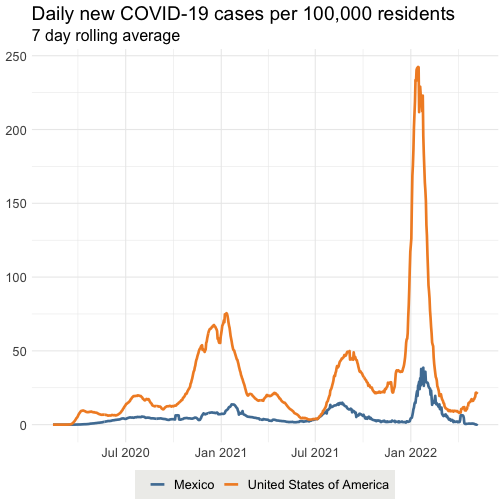 Daily new COVID-19 cases per 100,000 residents
7 day rolling average
250
200
150
100
50
0
Jul 2020 Jan 2021 Jul 2021 Jan 2022
Mexico United States of America